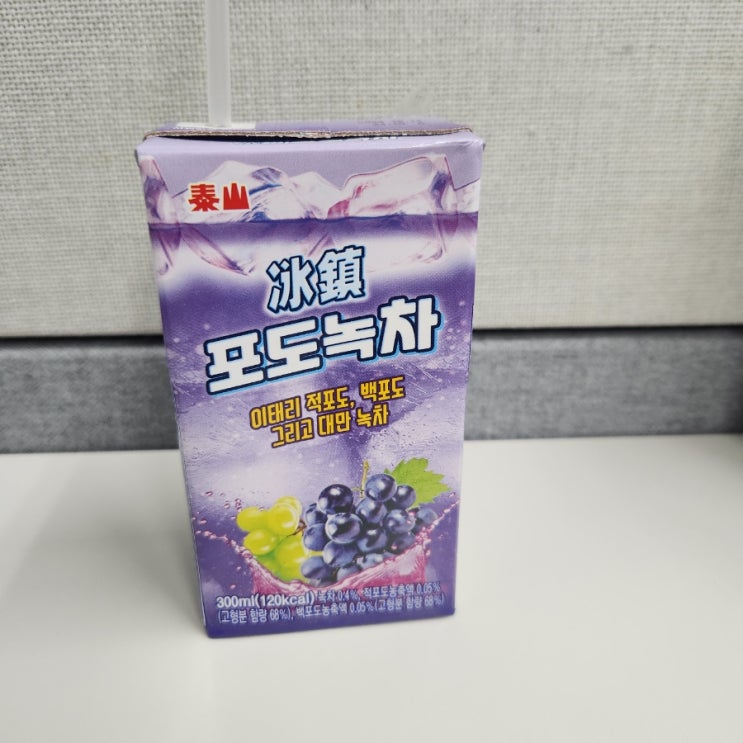 泰山
冰鎮
포도녹차
이태리 적포도, 백포도
그리고 대만 녹차
300ml(120kcal) 녹차 0.4%, 적포도농축액 0.05%
(고형분 함량 68%), 백포도농축액 0.05%(고형분 함량 68%)